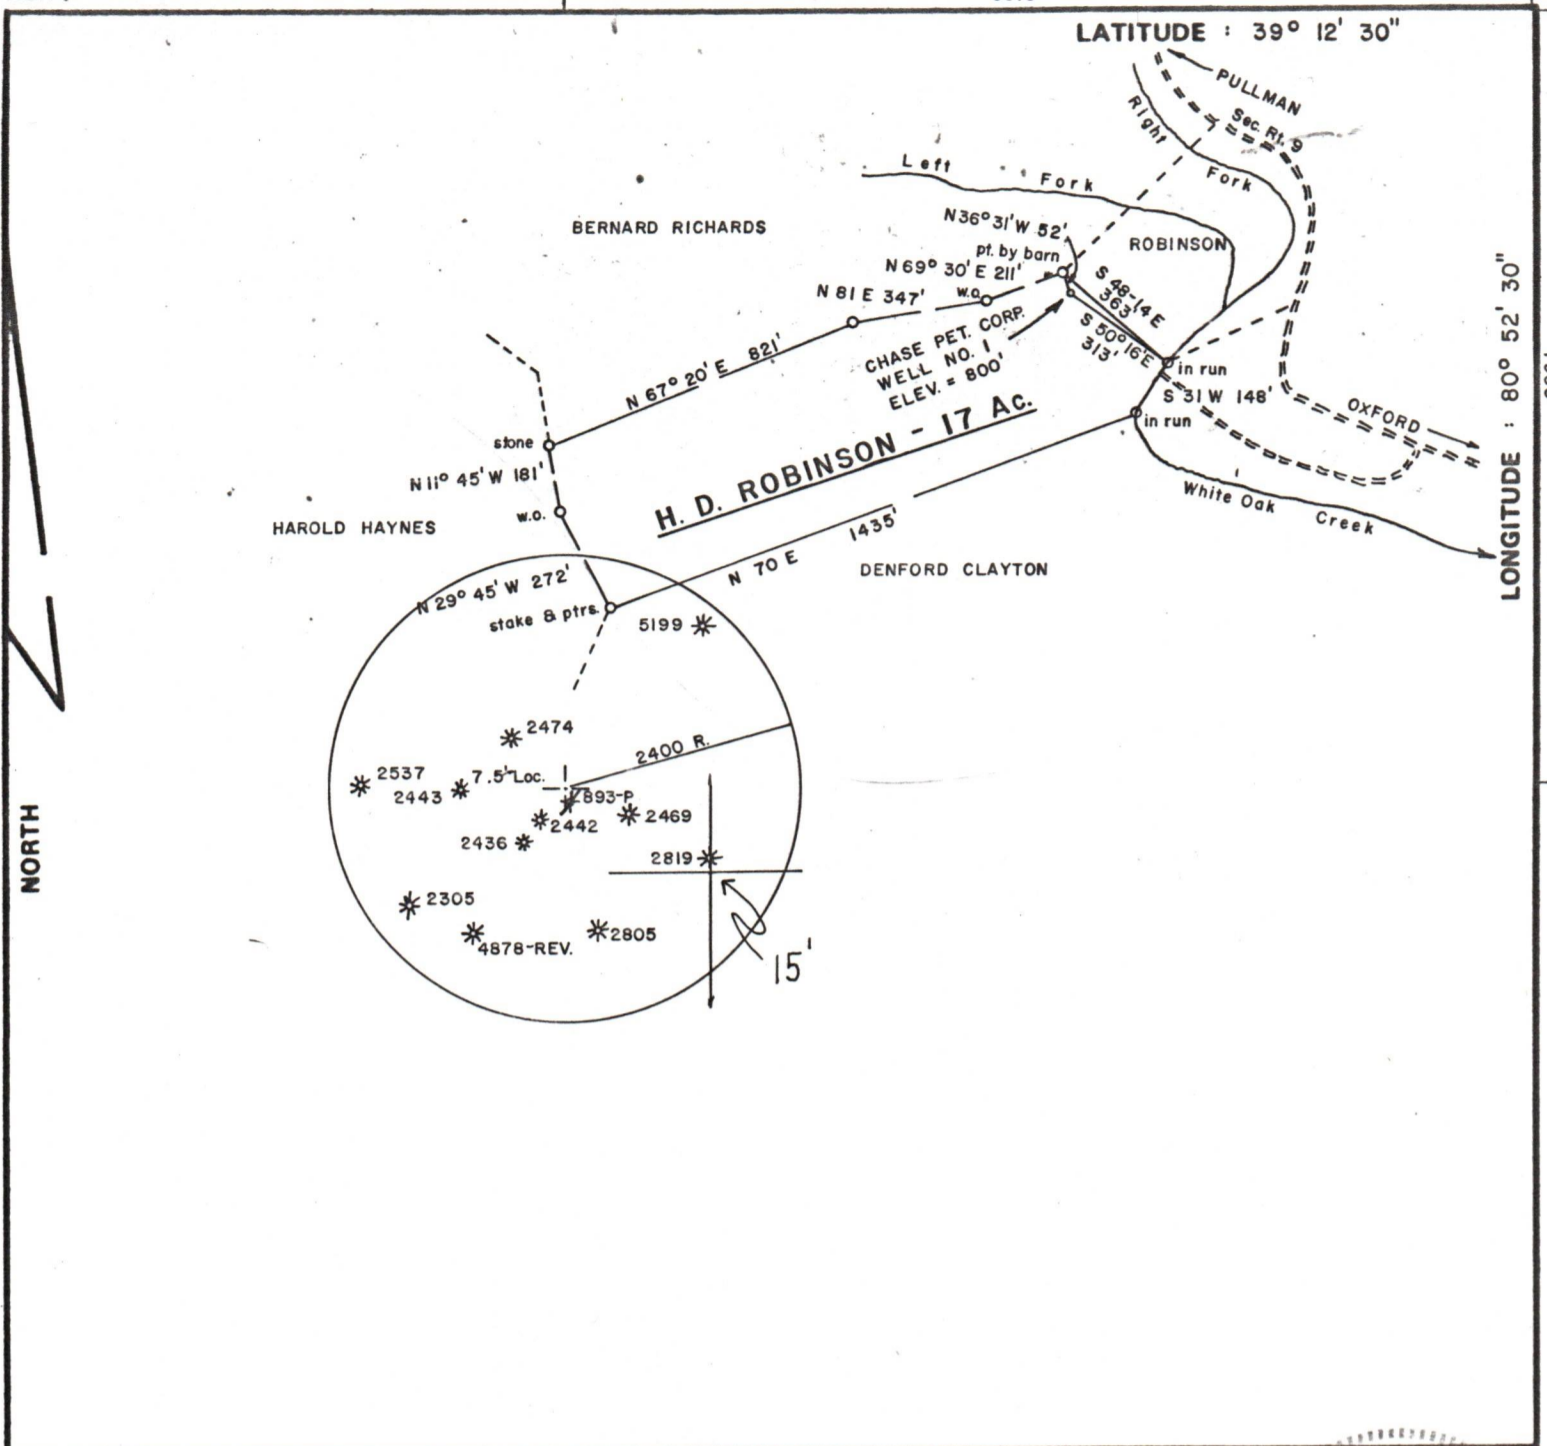 LATITUDE : 39° 12' 30"
PULLMAN
Sec. Rt. 9
Right
Fork
Left
Fork
BERNARD RICHARDS
N36°31'W 52'
ROBINSON
pt. by barn
N 69° 30' E 211'
w.o.
N 81 E 347'
S 48-14 E
363'
S 50°16'E
313'
CHASE PET. CORP.
WELL NO. 1
ELEV. = 800'
in run
S 31 W 148'
in run
OXFORD
LONGITUDE : 80° 52' 30"
N 67° 20' E 821'
H. D. ROBINSON - 17 Ac.
stone
N 11° 45' W 181'
w.o.
HAROLD HAYNES
White Oak
Creek
N 70 E 1435'
DENFORD CLAYTON
N 29° 45' W 272'
stake & ptrs.
5199
2474
2400 R.
2537
2443
7.5' Loc.
893-P
2442
2469
2436
2819
2305
4878-REV.
2805
15'
NORTH